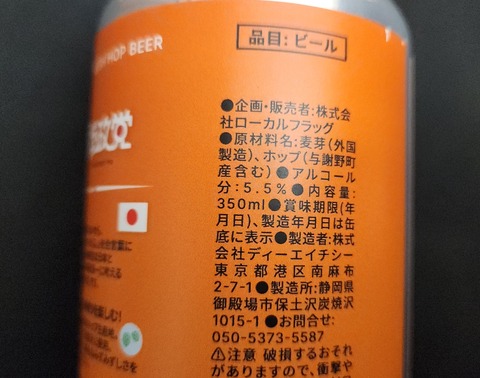 HOP BEER
品目:ビール
●企画・販売者:株式会
社ローカルフラッグ
●原材料名:麦芽(外国
製造)、ホップ(与謝野町
産含む)●アルコール
分:5.5%●内容量:
350ml●賞味期限(年
月日)、製造年月日は缶
底に表示●製造者:株式
会社ディーエイチシー
東京都港区南麻布
2-7-1●製造所:静岡県
御殿場市保土沢炭焼沢
1015-1●お問合せ:
050-5373-5587
⚠注意 破損するおそれ
がありますので、衝撃や